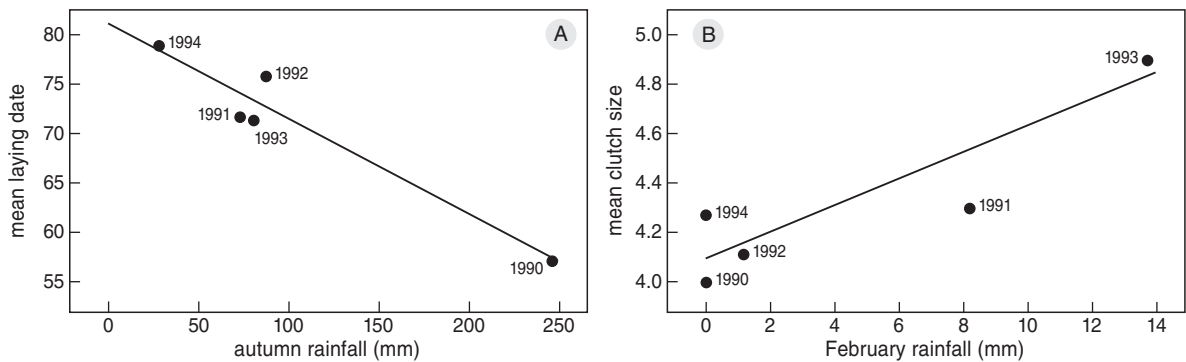 A
mean laying date
80
75
70
65
60
55
1994
1992
1991
1993
1990
0 50 100 150 200 250
autumn rainfall (mm)
B
mean clutch size
5.0
4.8
4.6
4.4
4.2
4.0
1993
1991
1994
1992
1990
0 2 4 6 8 10 12 14
February rainfall (mm)